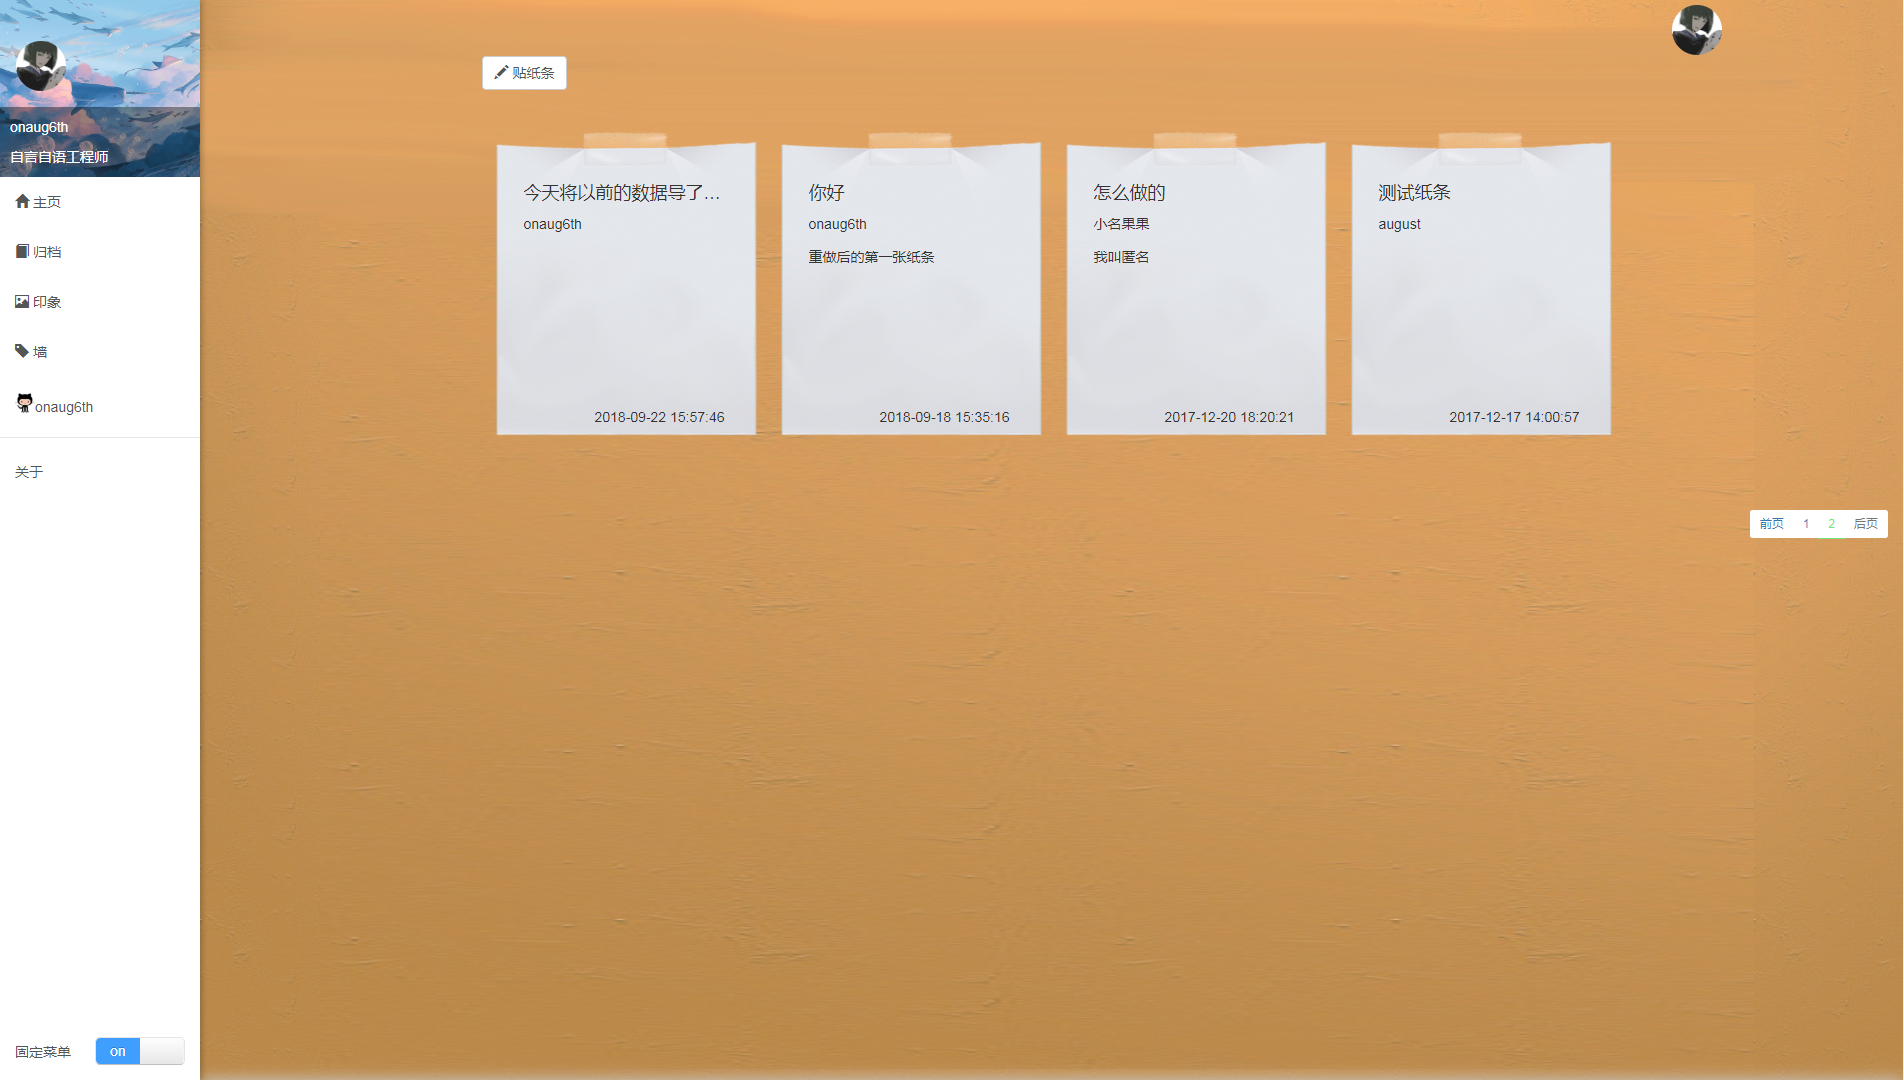 onaug6th
自言自语工程师
主页
归档
印象
墙
onaug6th
关于
固定菜单 on
贴纸条
今天将以前的数据导了...
onaug6th
2018-09-22 15:57:46
你好
onaug6th
重做后的第一张纸条
2018-09-18 15:35:16
怎么做的
小名果果
我叫匿名
2017-12-20 18:20:21
测试纸条
august
2017-12-17 14:00:57
前页 1 2 后页